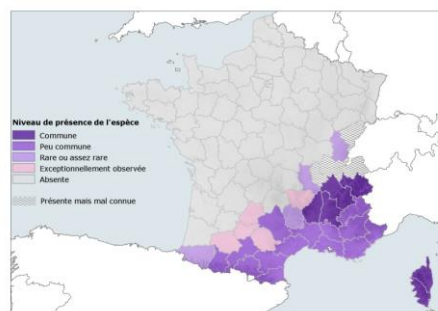 Niveau de présence de l'espèce
Commune
Peu commune
Rare ou assez rare
Exceptionnellement observée
Absente
Présente mais mal connue